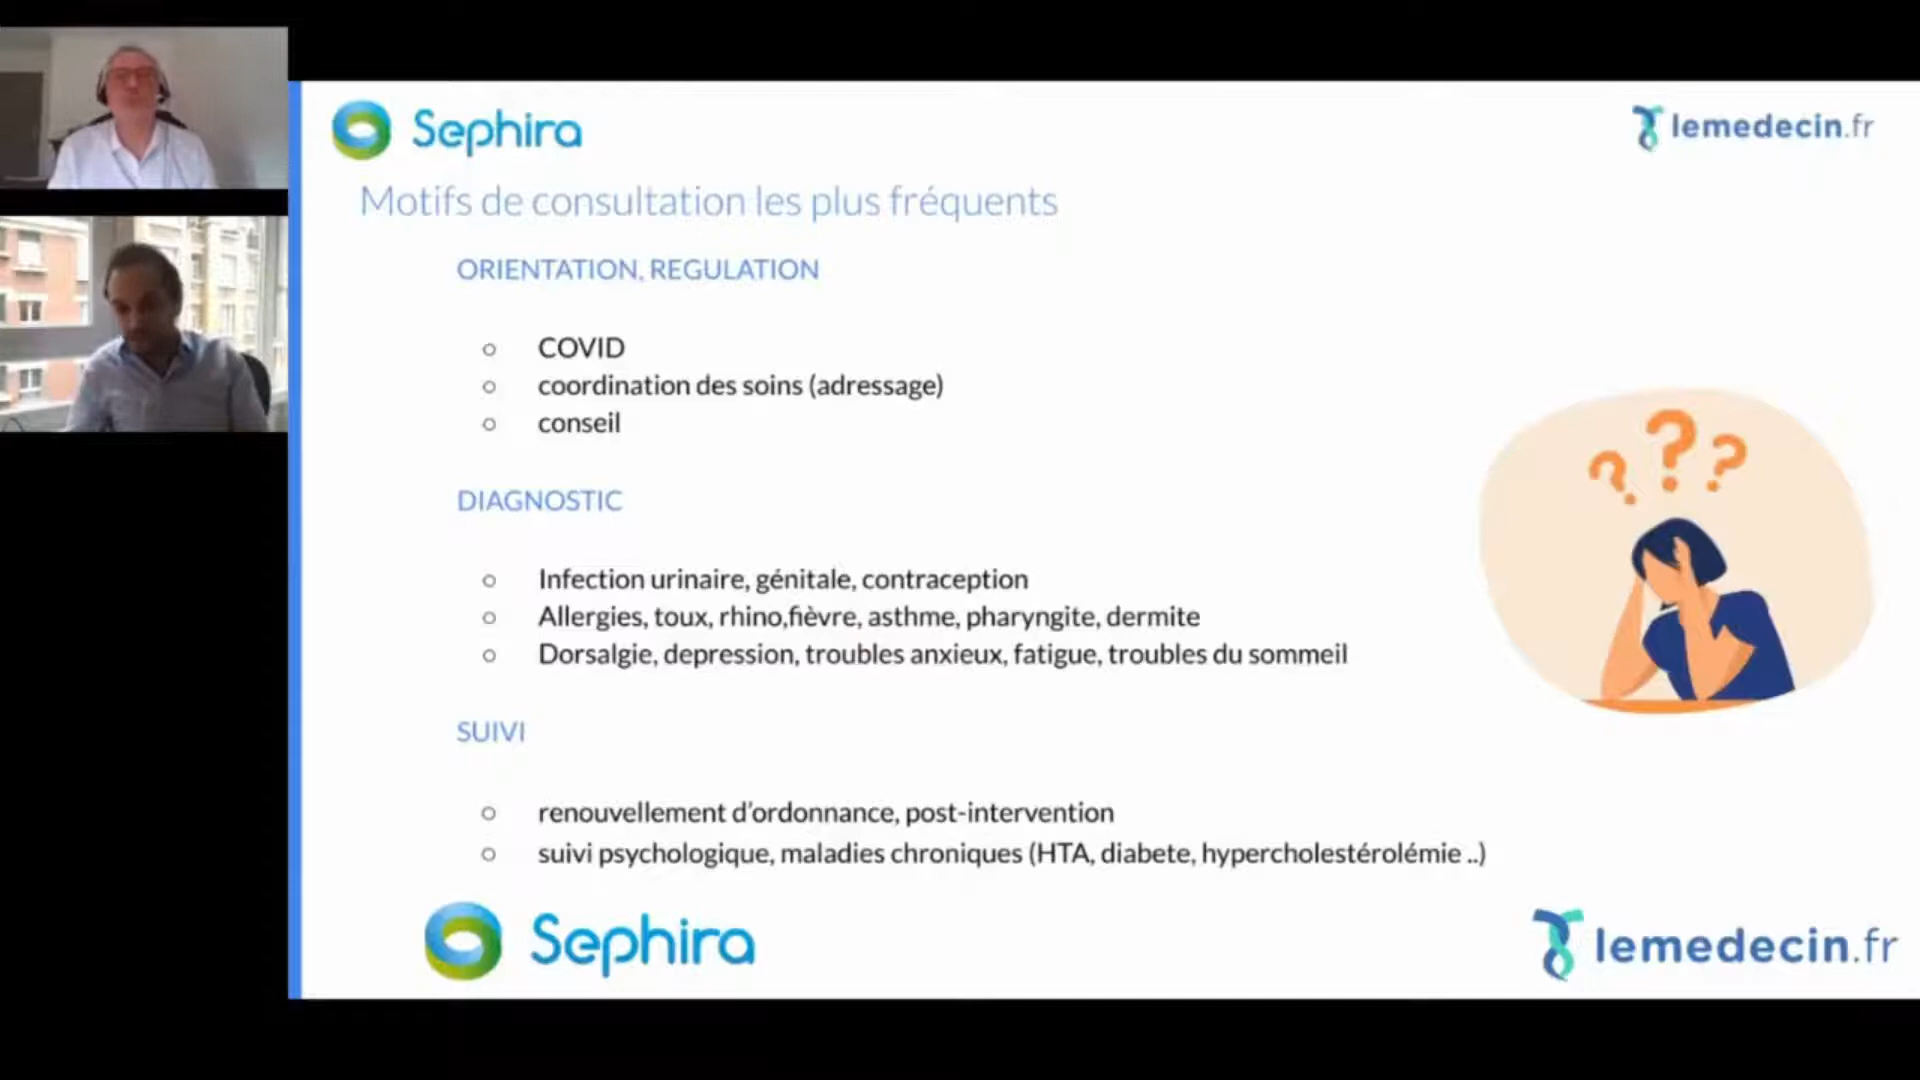 Sephira
lemedecin.fr
Motifs de consultation les plus fréquents
ORIENTATION, REGULATION
COVID
coordination des soins (adressage)
conseil
DIAGNOSTIC
Infection urinaire, génitale, contraception
Allergies, toux, rhino,fièvre, asthme, pharyngite, dermite
Dorsalgie, depression, troubles anxieux, fatigue, troubles du sommeil
SUIVI
renouvellement d'ordonnance, post-intervention
suivi psychologique, maladies chroniques (HTA, diabete, hypercholestérolémie ..)
Sephira
lemedecin.fr
? ? ?